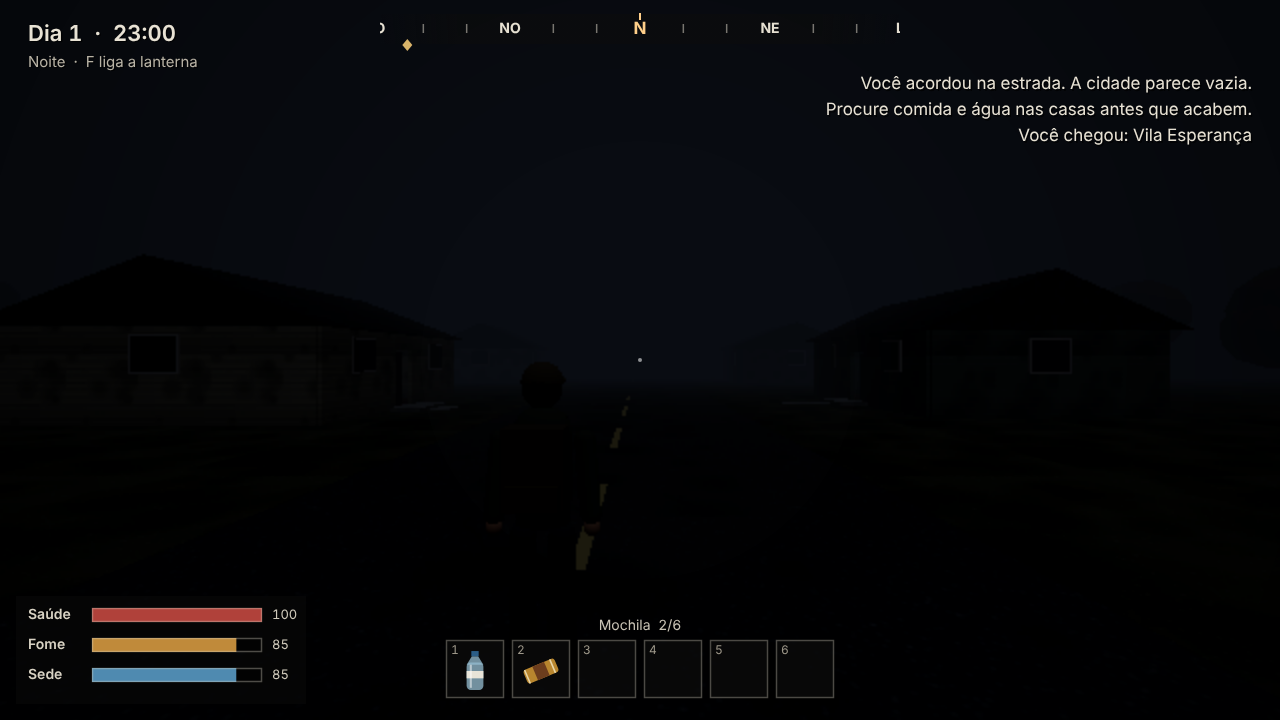 Dia 1 · 23:00
Noite · F liga a lanterna
NO
N
NE
Você acordou na estrada. A cidade parece vazia.
Procure comida e água nas casas antes que acabem.
Você chegou: Vila Esperança
Saúde 100
Fome 85
Sede 85
Mochila 2/6
1 2 3 4 5 6